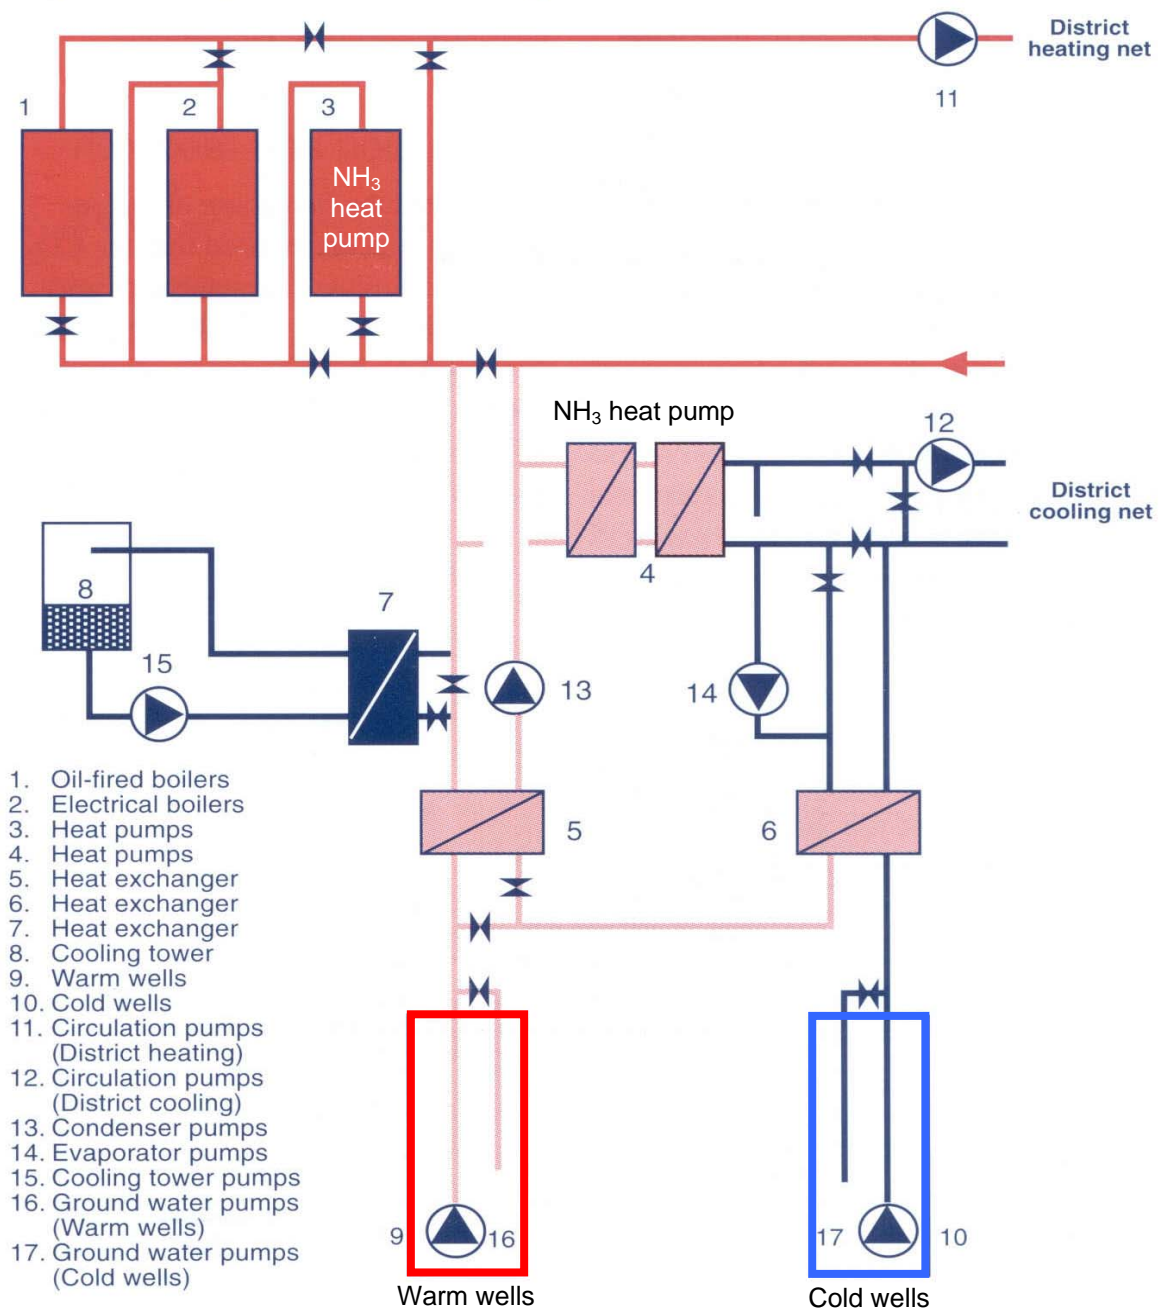 District
heating net
11
1
2
3
NH₃
heat
pump
NH₃ heat pump
12
District
cooling net
4
8
7
15
13
14
5
6
1. Oil-fired boilers
2. Electrical boilers
3. Heat pumps
4. Heat pumps
5. Heat exchanger
6. Heat exchanger
7. Heat exchanger
8. Cooling tower
9. Warm wells
10. Cold wells
11. Circulation pumps
(District heating)
12. Circulation pumps
(District cooling)
13. Condenser pumps
14. Evaporator pumps
15. Cooling tower pumps
16. Ground water pumps
(Warm wells)
17. Ground water pumps
(Cold wells)
9
16
17
10
Warm wells
Cold wells